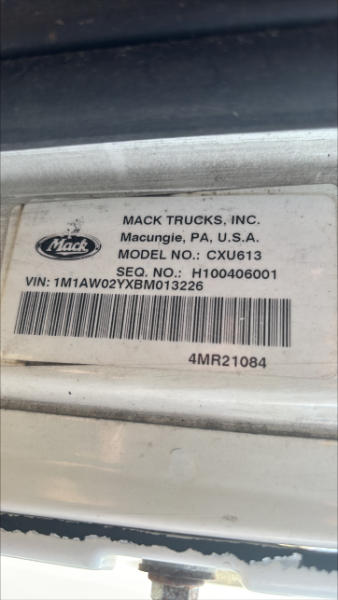 Mack
MACK TRUCKS, INC.
Macungie, PA, U.S.A.
MODEL NO.: CXU613
SEQ. NO.: H100406001
VIN: 1M1AW02YXBM013226
4MR21084